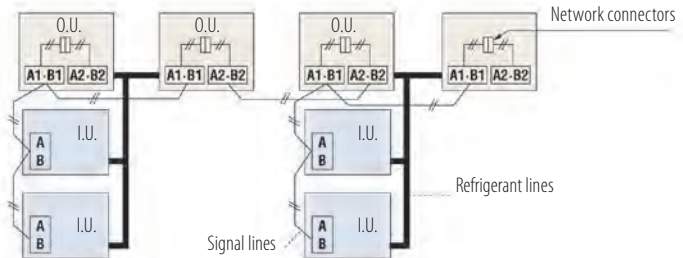 Network connectors
O.U. O.U. O.U.
A1·B1 A2·B2 A1·B1 A2·B2 A1·B1 A2·B2 A1·B1 A2·B2
I.U. I.U.
A A
B B
Refrigerant lines
I.U. I.U.
A A
B B
Signal lines